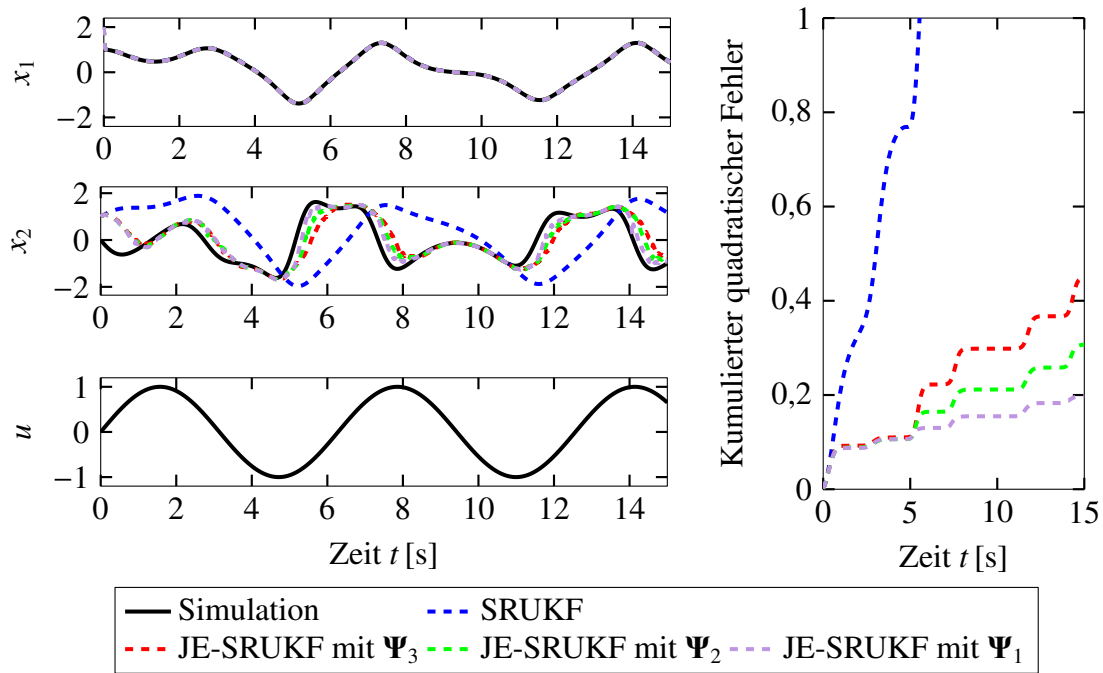 2
0
−2
x1
0 2 4 6 8 10 12 14
2
0
−2
x2
0 2 4 6 8 10 12 14
1
0
−1
u
0 2 4 6 8 10 12 14
Zeit t [s]
1
0,8
0,6
0,4
0,2
0
Kumulierter quadratischer Fehler
0 5 10 15
Zeit t [s]
Simulation SRUKF
JE-SRUKF mit Ψ3 JE-SRUKF mit Ψ2 JE-SRUKF mit Ψ1